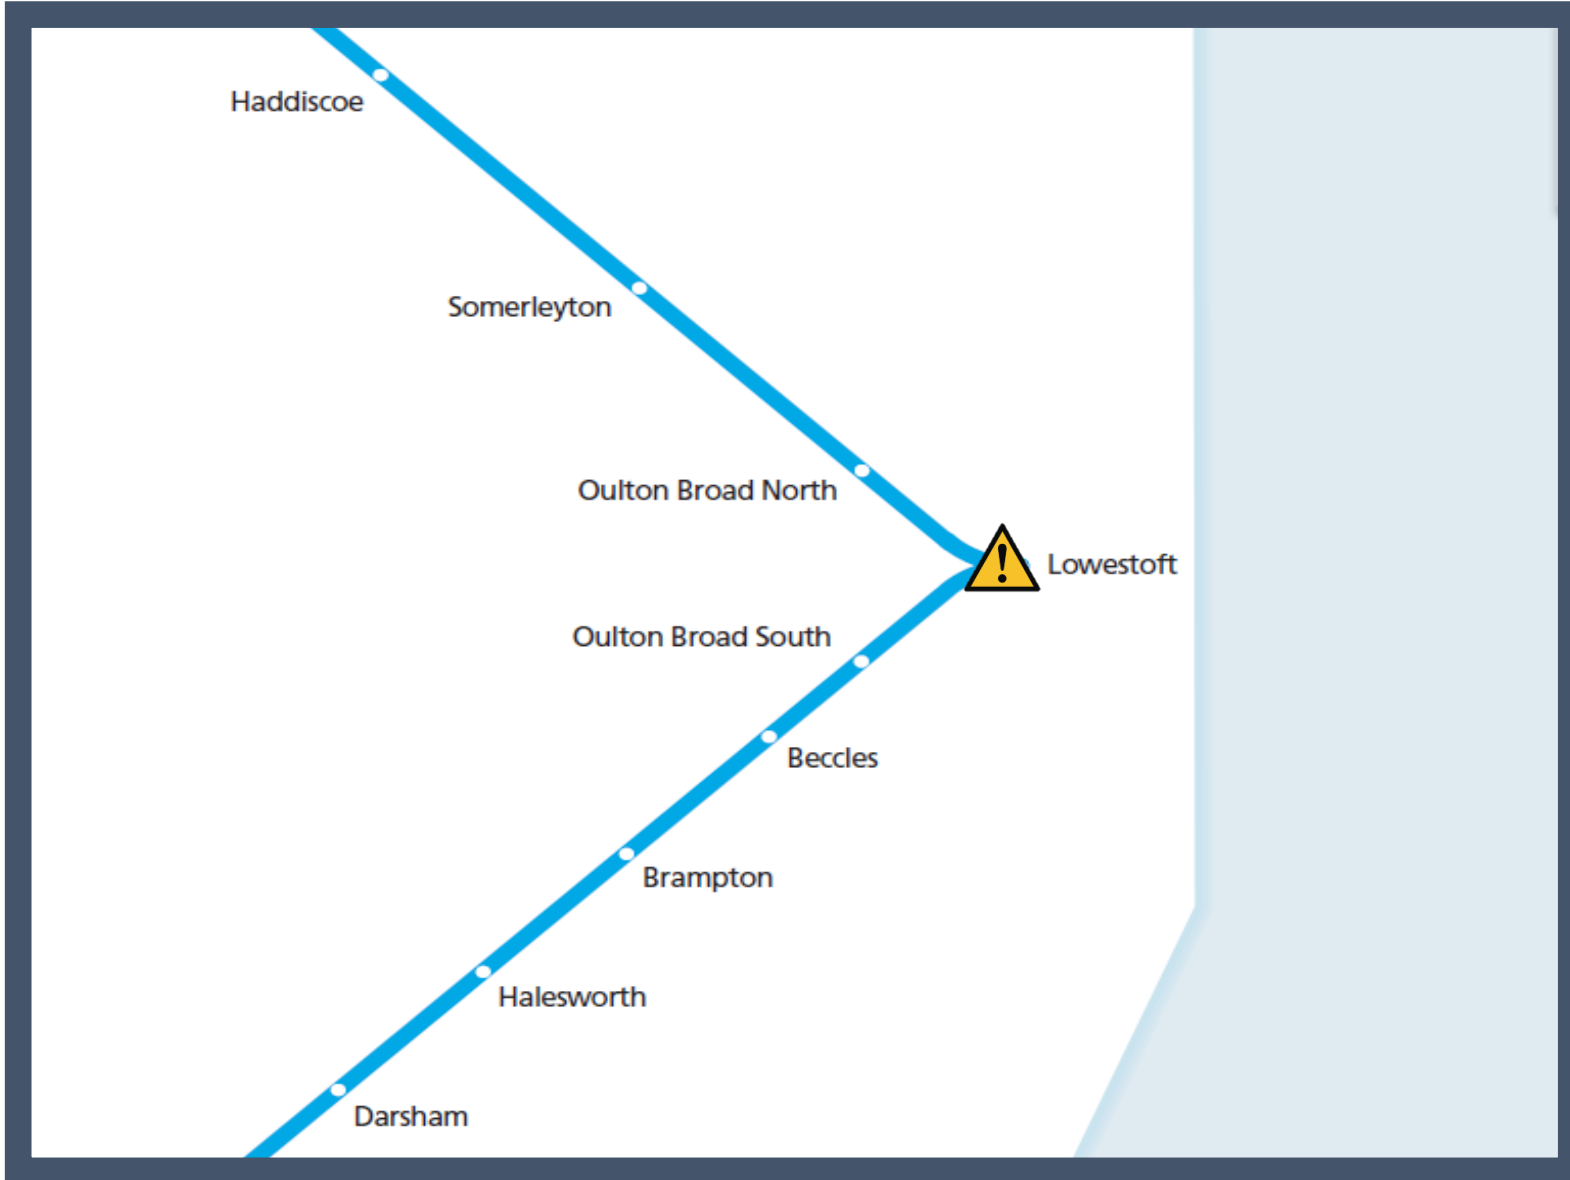 Haddiscoe
Somerleyton
Oulton Broad North
Lowestoft
Oulton Broad South
Beccles
Brampton
Halesworth
Darsham